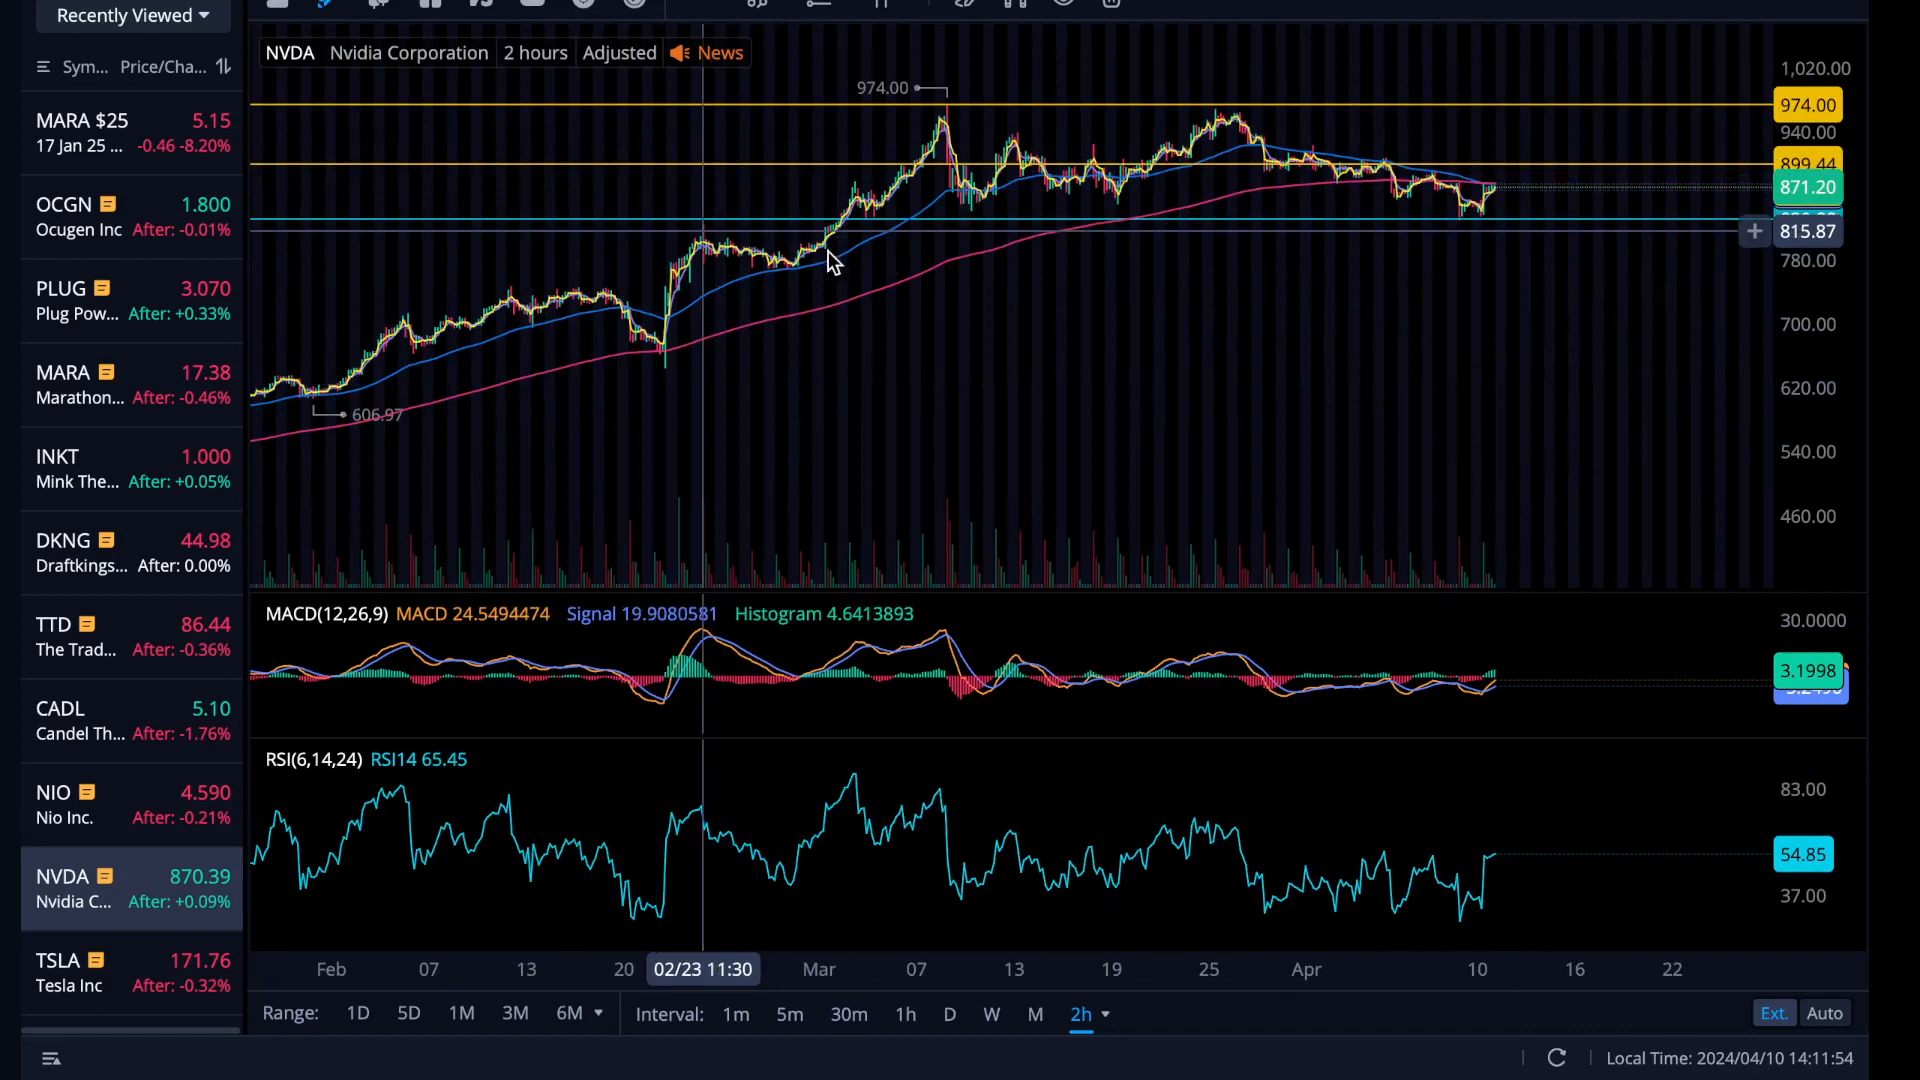 Recently Viewed
Sym... Price/Cha...
MARA $25 5.15
17 Jan 25 ... -0.46 -8.20%
OCGN 1.800
Ocugen Inc After: -0.01%
PLUG 3.070
Plug Pow... After: +0.33%
MARA 17.38
Marathon... After: -0.46%
INKT 1.000
Mink The... After: +0.05%
DKNG 44.98
Draftkings... After: 0.00%
TTD 86.44
The Trad... After: -0.36%
CADL 5.10
Candel Th... After: -1.76%
NIO 4.590
Nio Inc. After: -0.21%
NVDA 870.39
Nvidia C... After: +0.09%
TSLA 171.76
Tesla Inc After: -0.32%
NVDA Nvidia Corporation 2 hours Adjusted News
974.00
606.97
1,020.00
974.00
940.00
899.44
871.20
815.87
780.00
700.00
620.00
540.00
460.00
MACD(12,26,9) MACD 24.5494474 Signal 19.9080581 Histogram 4.6413893
30.0000
3.1998
RSI(6,14,24) RSI14 65.45
83.00
54.85
37.00
Feb 07 13 20 02/23 11:30 Mar 07 13 19 25 Apr 10 16 22
Range: 1D 5D 1M 3M 6M Interval: 1m 5m 30m 1h D W M 2h Ext. Auto
Local Time: 2024/04/10 14:11:54